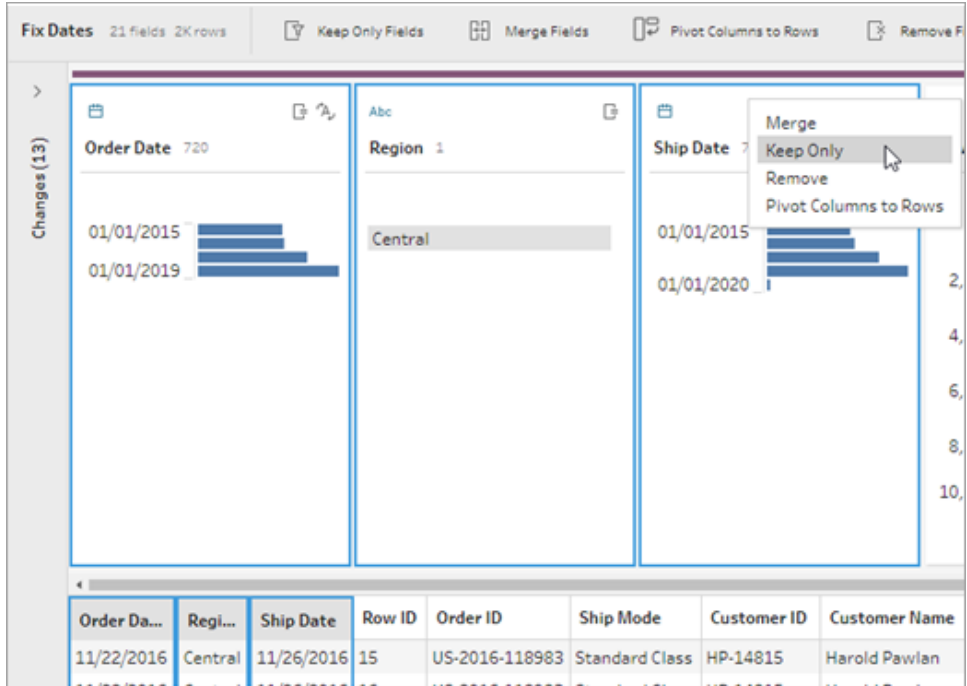 Fix Dates 21 fields 2K rows Keep Only Fields Merge Fields Pivot Columns to Rows Remove F
Changes (13)
Order Date 720
Abc
Region 1
Ship Date 7
Merge
Keep Only
Remove
Pivot Columns to Rows
01/01/2015
01/01/2019
Central
01/01/2015
01/01/2020
2,
4,
6,
8,
10,
Order Da... Regi... Ship Date Row ID Order ID Ship Mode Customer ID Customer Name
11/22/2016 Central 11/26/2016 15 US-2016-118983 Standard Class HP-14815 Harold Pawlan